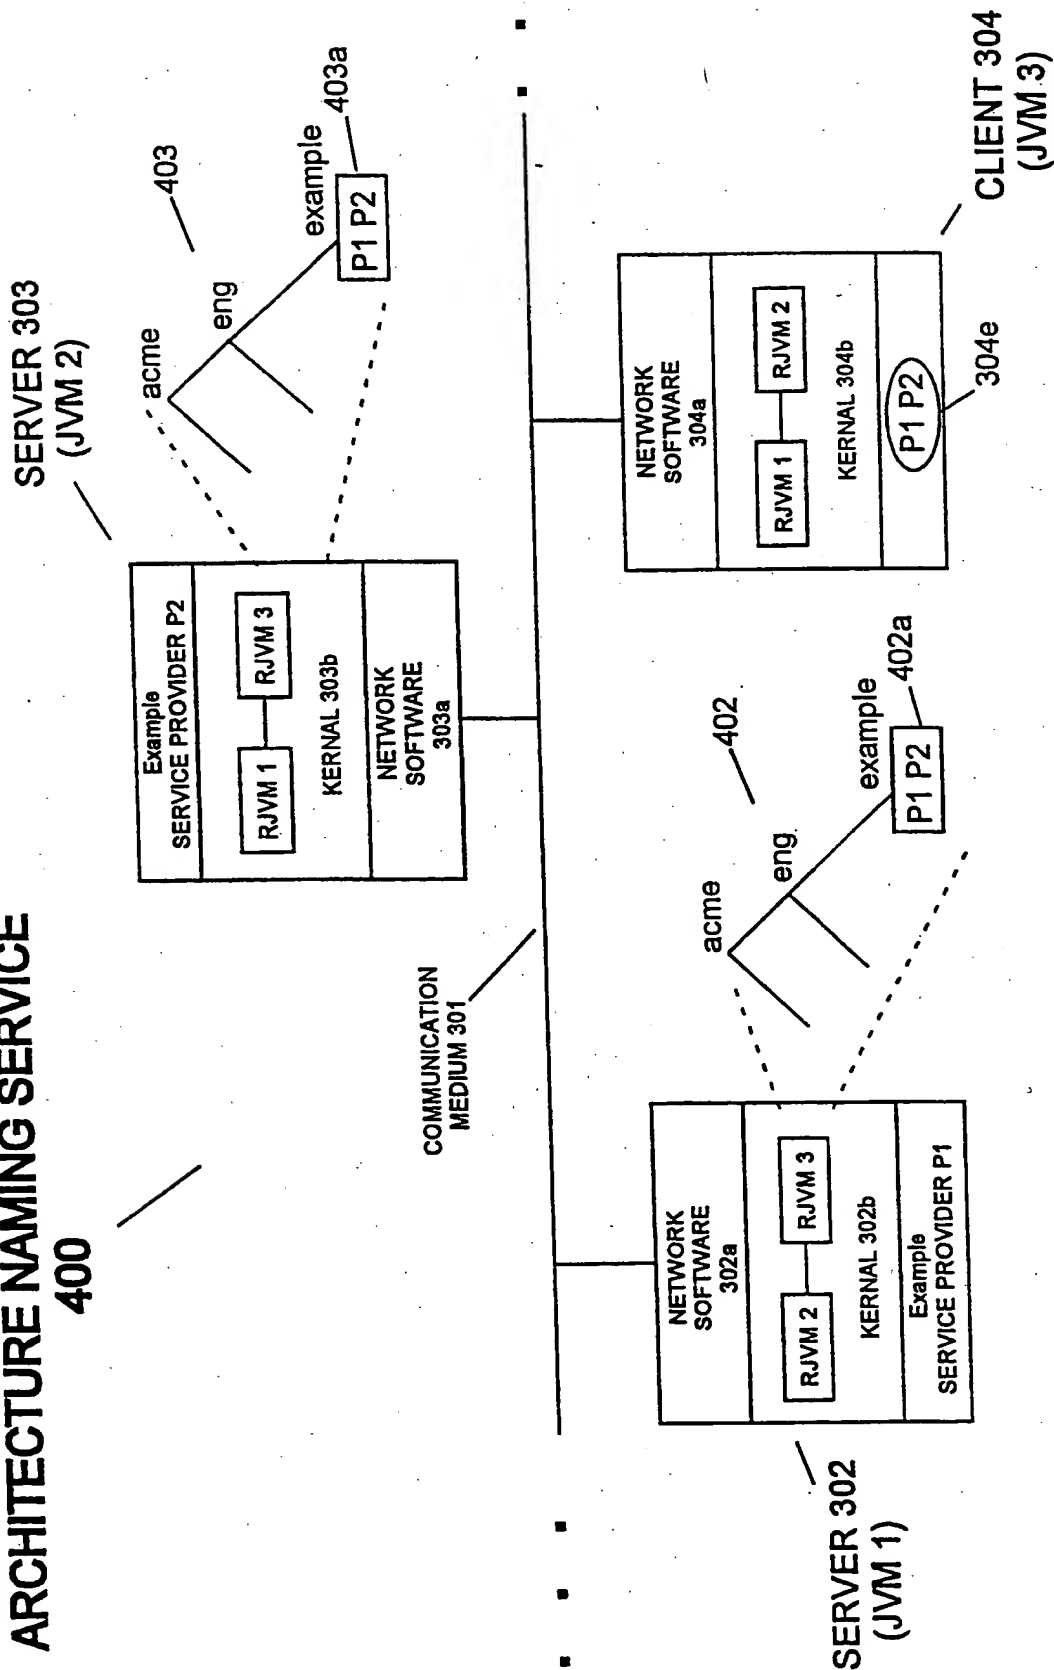 ARCHITECTURE NAMING SERVICE
400
SERVER 303
(JVM 2)
Example
SERVICE PROVIDER P2
RJVM 1
RJVM 3
KERNAL 303b
NETWORK
SOFTWARE
303a
acme
eng
403
example
P1 P2
403a
COMMUNICATION
MEDIUM 301
SERVER 302
(JVM 1)
NETWORK
SOFTWARE
302a
RJVM 2
RJVM 3
KERNAL 302b
Example
SERVICE PROVIDER P1
acme
eng.
402
example
P1 P2
402a
NETWORK
SOFTWARE
304a
RJVM 1
RJVM 2
KERNAL 304b
P1 P2
304e
CLIENT 304
(JVM 3)